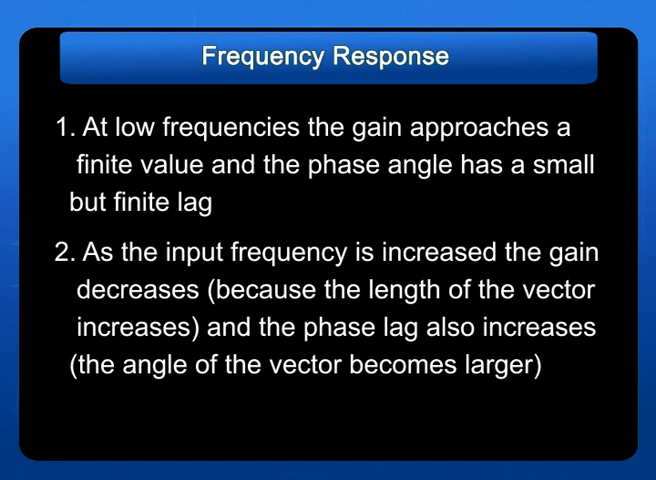 Frequency Response
1. At low frequencies the gain approaches a
finite value and the phase angle has a small
but finite lag
2. As the input frequency is increased the gain
decreases (because the length of the vector
increases) and the phase lag also increases
(the angle of the vector becomes larger)